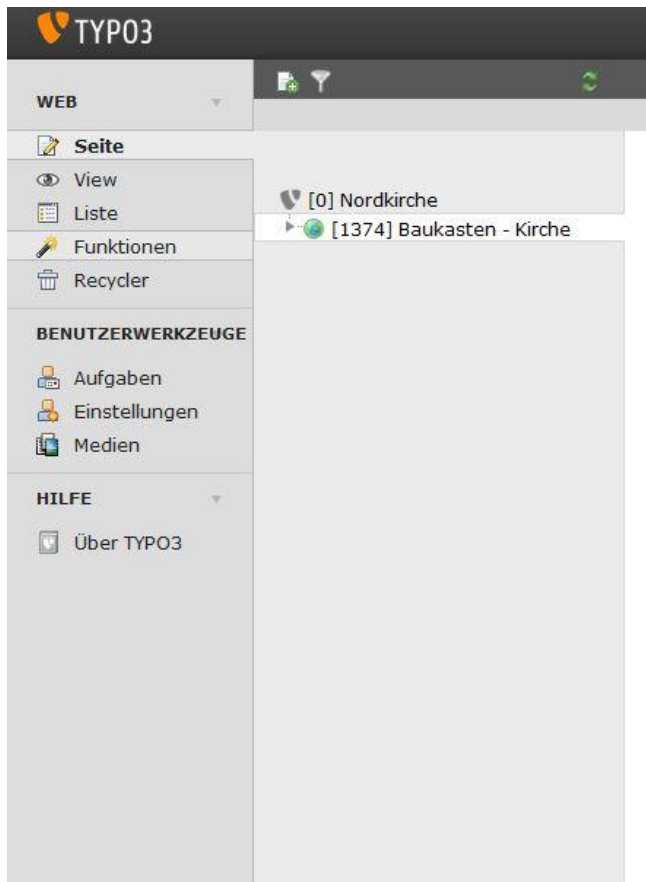 TYPO3
WEB
Seite
View
Liste
Funktionen
Recycler
BENUTZERWERKZEUGE
Aufgaben
Einstellungen
Medien
HILFE
Über TYPO3
[0] Nordkirche
[1374] Baukasten - Kirche